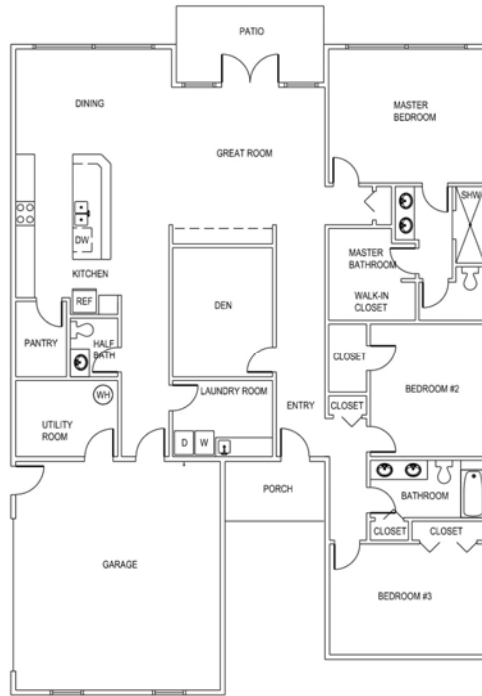 PATIO
DINING
MASTER
BEDROOM
GREAT ROOM
SHWR
DW
KITCHEN
MASTER
BATHROOM
WALK-IN
CLOSET
REF
DEN
PANTRY
HALF
BATH
CLOSET
BEDROOM #2
WH
LAUNDRY ROOM
ENTRY
CLOSET
UTILITY
ROOM
D
W
PORCH
BATHROOM
CLOSET
CLOSET
GARAGE
BEDROOM #3